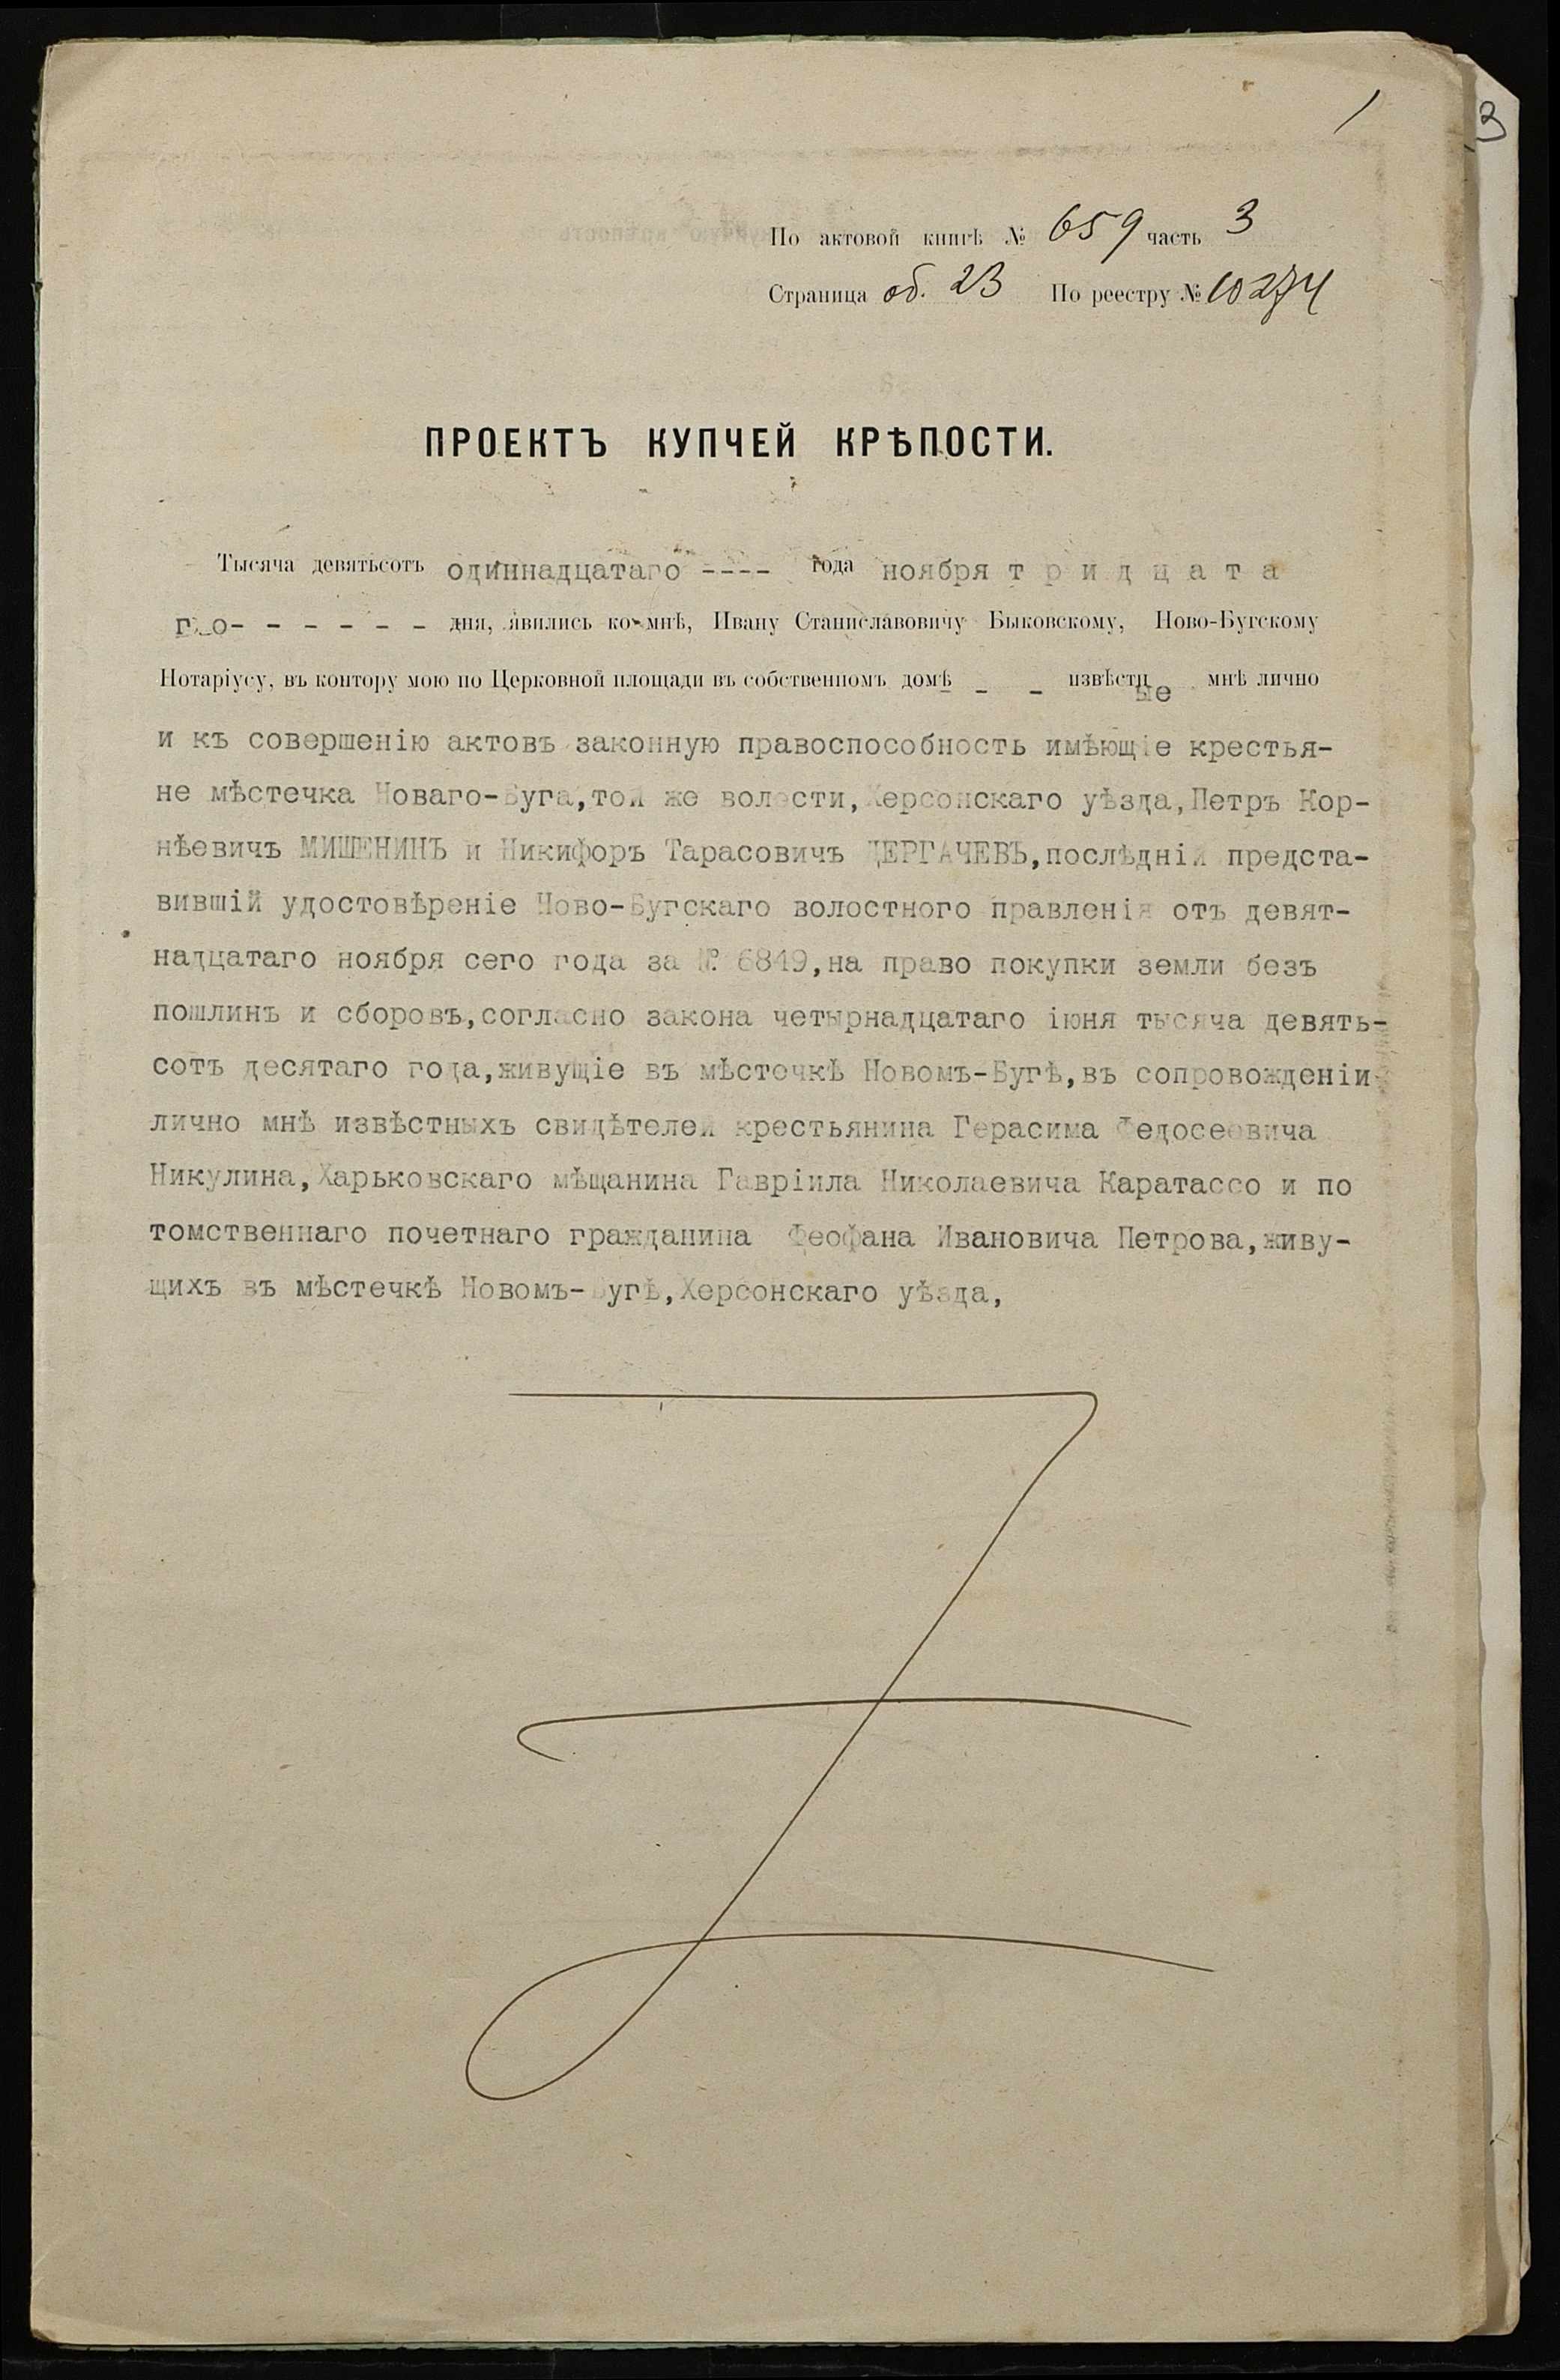 1
3
По актовой книгѣ № 659 часть 3
Страница об. 23 По реестру № 10274
ПРОЕКТЪ КУПЧЕЙ КРѢПОСТИ.
Тысяча девятьсотъ одиннадцатаго ---- года ноября т р и д ц а т а
го- - - - - - - дня, явились ко мнѣ, Ивану Станиславовичу Быковскому, Ново-Бугскому
Нотаріусу, въ контору мою по Церковной площади въ собственномъ домѣ - - извѣстные мнѣ лично
и къ совершенію актовъ законную правоспособность имѣющіе крестья-
не мѣстечка Новаго-Буга,той же волости,Херсонскаго уѣзда,Петръ Кор-
нѣевичъ МИШЕНИНЪ и Никифоръ Тарасовичъ ДЕРГАЧЕВЪ,послѣдній предста-
вившій удостовѣреніе Ново-Бугскаго волостного правленія отъ девят-
надцатаго ноября сего года за № 6849,на право покупки земли безъ
пошлинъ и сборовъ,согласно закона четырнадцатаго іюня тысяча девять-
сотъ десятаго года,живущіе въ мѣстечкѣ Новомъ-Бугѣ,въ сопровожденіи
лично мнѣ извѣстныхъ свидѣтелей крестьянина Герасима Федосеевича
Никулина,Харьковскаго мѣщанина Гавріила Николаевича Каратассо и по
томственнаго почетнаго гражданина Феофана Ивановича Петрова,живу-
щихъ въ мѣстечкѣ Новомъ-Бугѣ,Херсонскаго уѣзда,